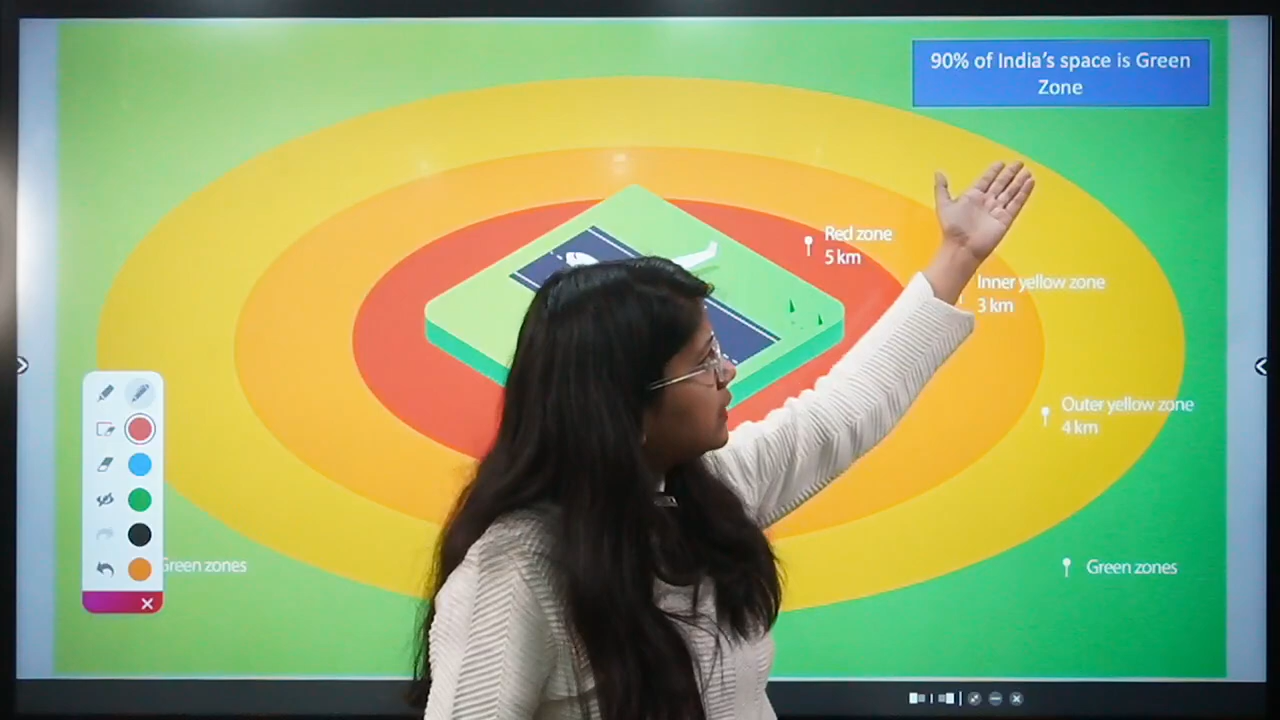 90% of India's space is Green
Zone
Red zone
5 km
Inner yellow zone
3 km
Outer yellow zone
4 km
Green zones
Green zones